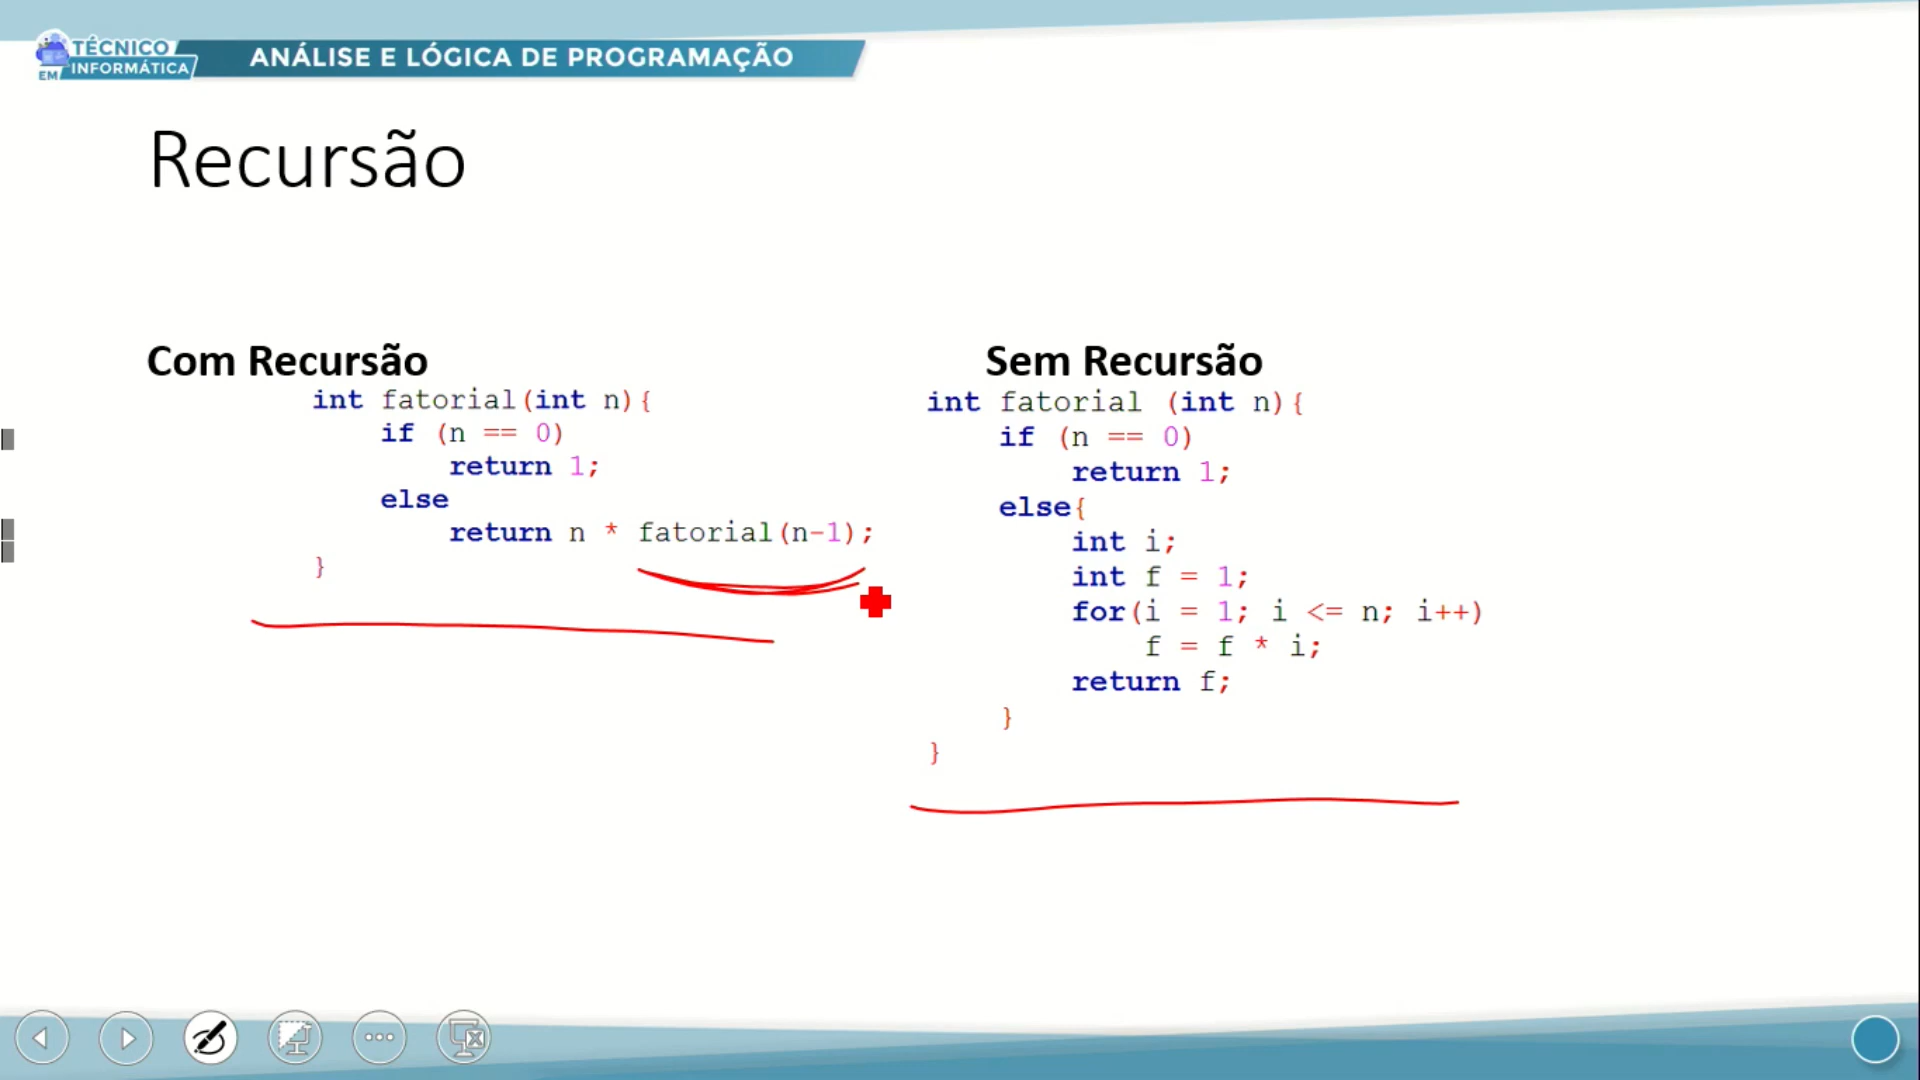 TÉCNICO
EM INFORMÁTICA
ANÁLISE E LÓGICA DE PROGRAMAÇÃO
Recursão
Com Recursão
int fatorial(int n){
if (n == 0)
return 1;
else
return n * fatorial(n-1);
}
Sem Recursão
int fatorial (int n){
if (n == 0)
return 1;
else{
int i;
int f = 1;
for(i = 1; i <= n; i++)
f = f * i;
return f;
}
}